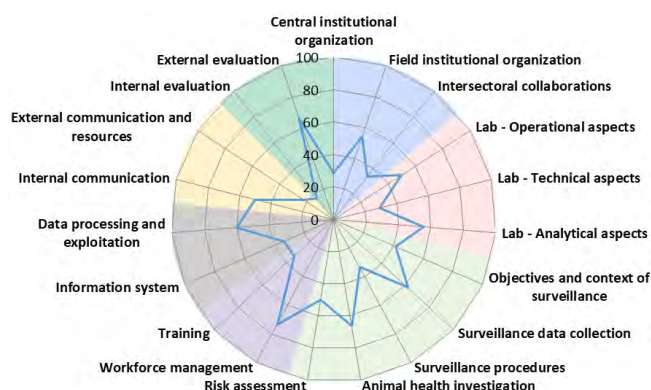 Central institutional
organization
External evaluation
Field institutional organization
100
Internal evaluation
Intersectoral collaborations
80
External communication and
resources
Lab - Operational aspects
60
40
Internal communication
Lab - Technical aspects
20
Data processing and
exploitation
0
Lab - Analytical aspects
Information system
Objectives and context of
surveillance
Training
Surveillance data collection
Workforce management
Surveillance procedures
Risk assessment
Animal health investigation